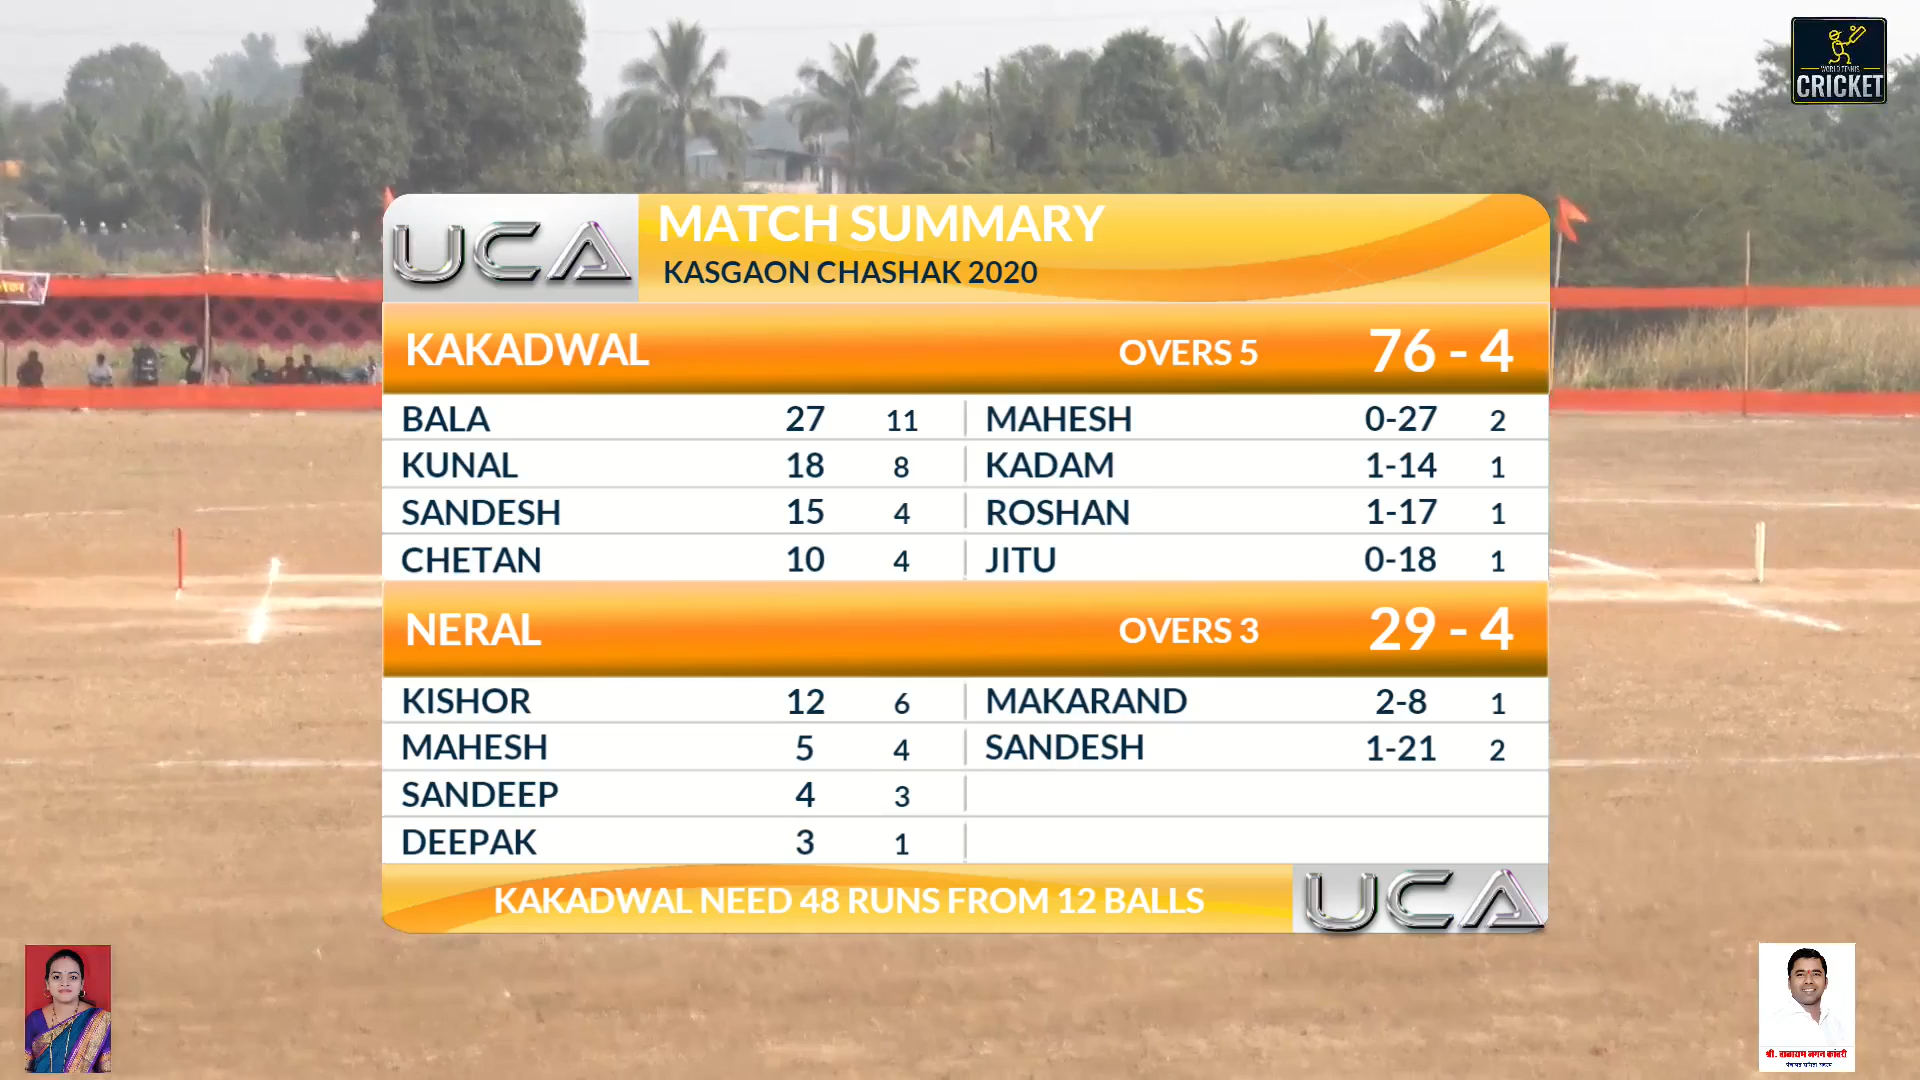 WORLD TENNIS
CRICKET
UCA
MATCH SUMMARY
KASGAON CHASHAK 2020
KAKADWAL OVERS 5 76 - 4
BALA 27 11 MAHESH 0-27 2
KUNAL 18 8 KADAM 1-14 1
SANDESH 15 4 ROSHAN 1-17 1
CHETAN 10 4 JITU 0-18 1
NERAL OVERS 3 29 - 4
KISHOR 12 6 MAKARAND 2-8 1
MAHESH 5 4 SANDESH 1-21 2
SANDEEP 4 3
DEEPAK 3 1
KAKADWAL NEED 48 RUNS FROM 12 BALLS
UCA
श्री.